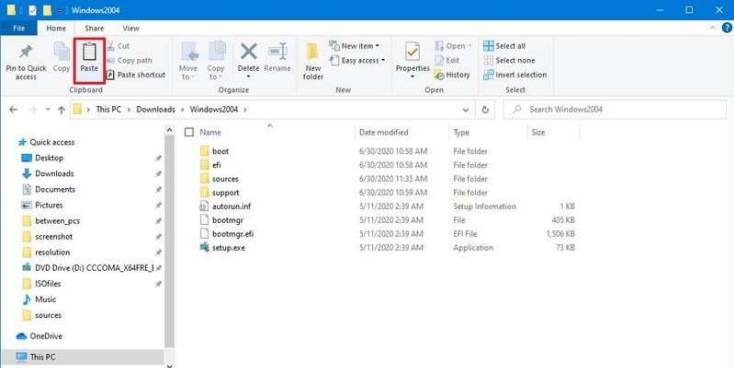 Windows2004
File Home Share View
Pin to Quick access
Copy
Paste
Cut
Copy path
Paste shortcut
Clipboard
Move to
Copy to
Delete
Rename
Organize
New folder
New item
Easy access
New
Properties
Open
Edit
History
Open
Select all
Select none
Invert selection
Select
This PC > Downloads > Windows2004 >
Search Windows2004
Name Date modified Type Size
Quick access
Desktop
Downloads
Documents
Pictures
between_pcs
screenshot
resolution
DVD Drive (D:) CCCOMA_X64FRE_E
ISOfiles
Music
sources
OneDrive
This PC
boot 6/30/2020 10:58 AM File folder
efi 6/30/2020 10:58 AM File folder
sources 6/30/2020 11:35 AM File folder
support 6/30/2020 10:59 AM File folder
autorun.inf 5/11/2020 2:39 AM Setup Information 1 KB
bootmgr 5/11/2020 2:39 AM File 405 KB
bootmgr.efi 5/11/2020 2:39 AM EFI File 1,506 KB
setup.exe 5/11/2020 2:39 AM Application 73 KB